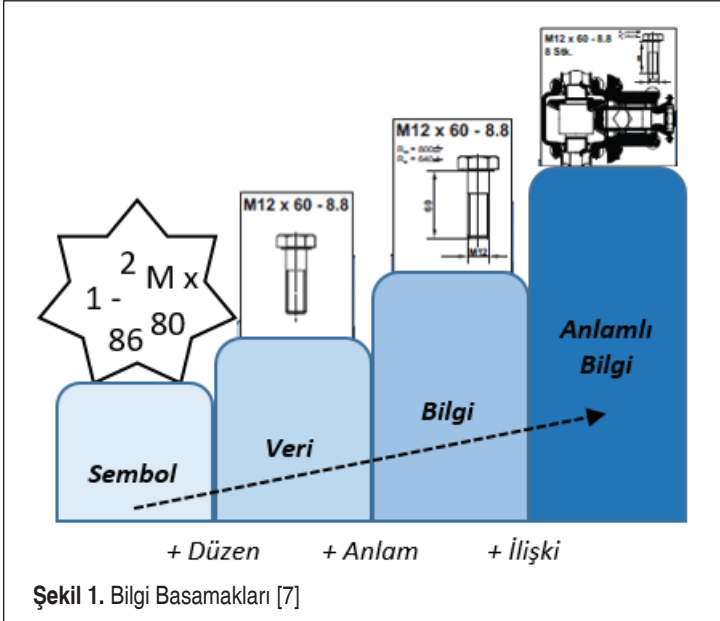 M12 x 60 - 8.8
8 Stk.
M12 x 60 - 8.8
60
M12
M12 x 60 - 8.8
2 M x
1 -
86 80
Anlamlı
Bilgi
Bilgi
Veri
Sembol
+ Düzen + Anlam + İlişki
Şekil 1. Bilgi Basamakları [7]